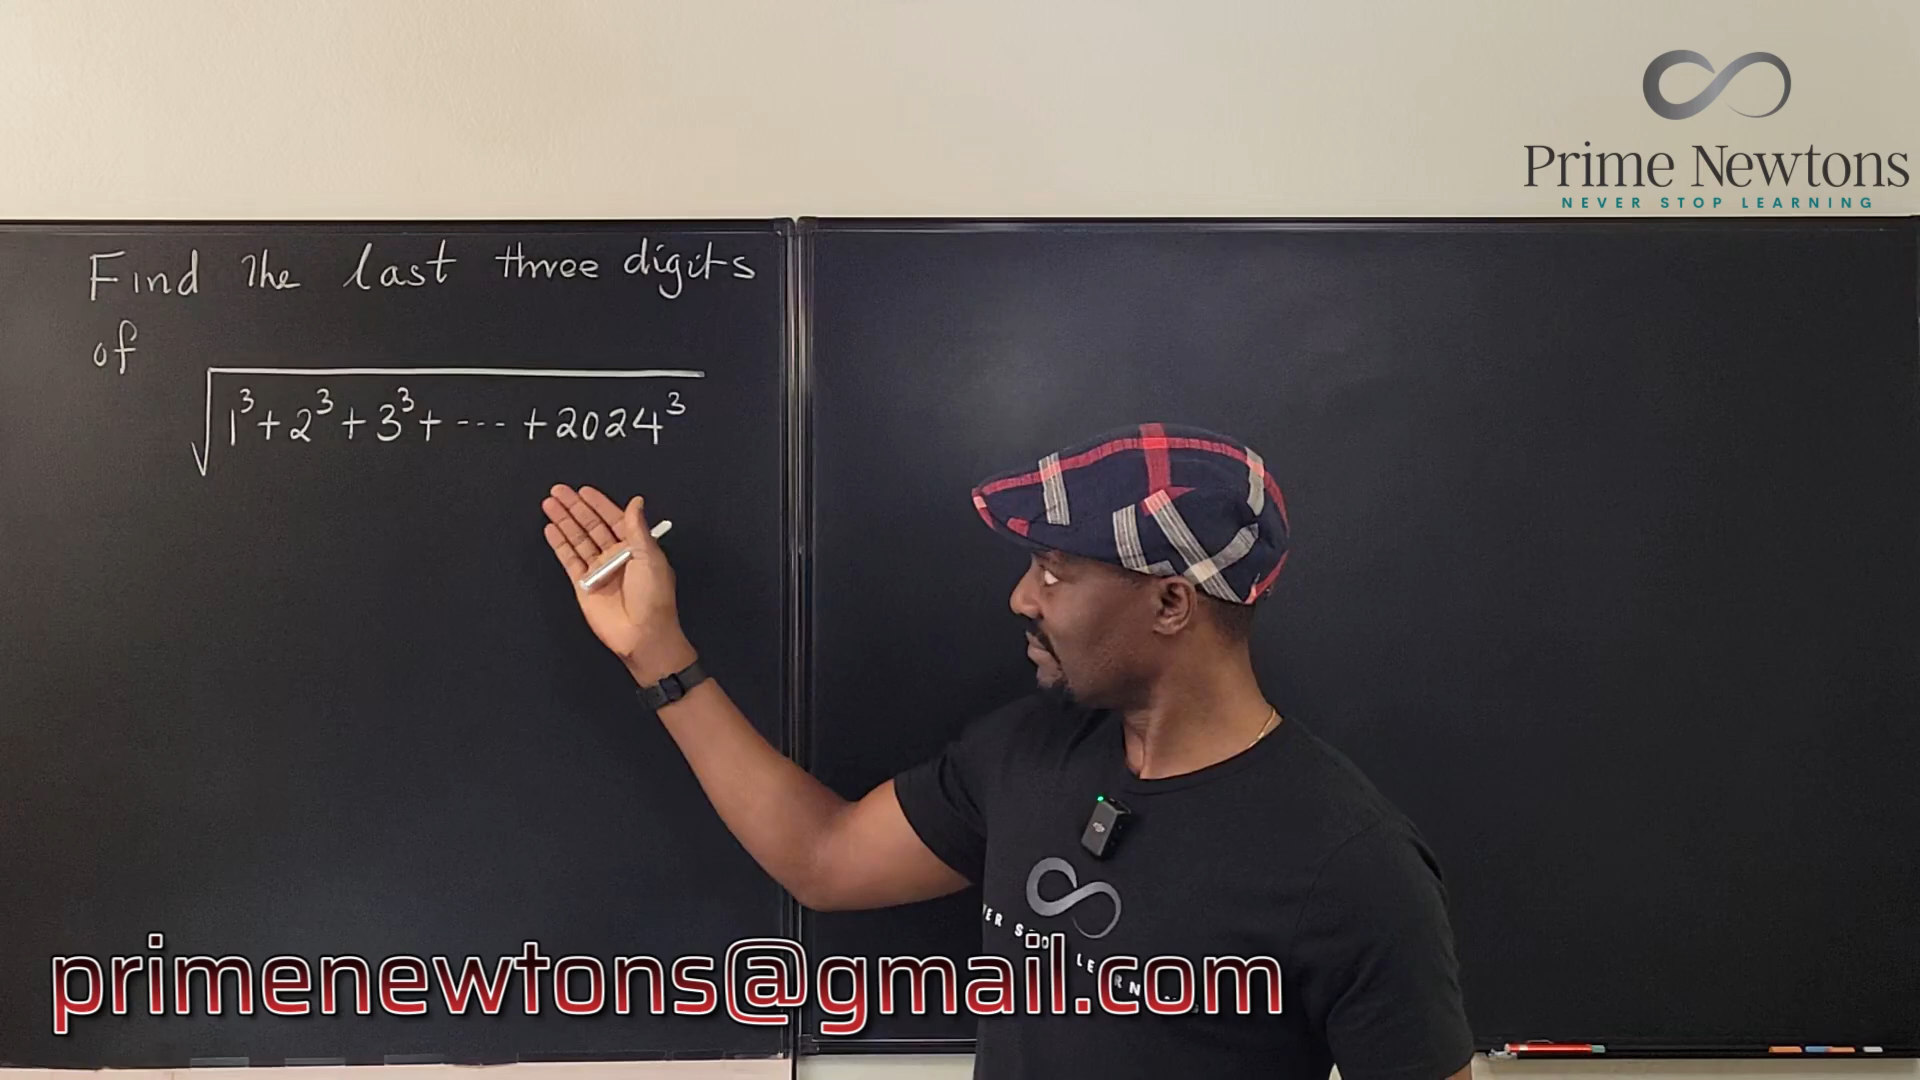 Prime Newtons
NEVER STOP LEARNING
Find the last three digits
of
√(1³+2³+3³+---+2024³)
primenewtons@gmail.com